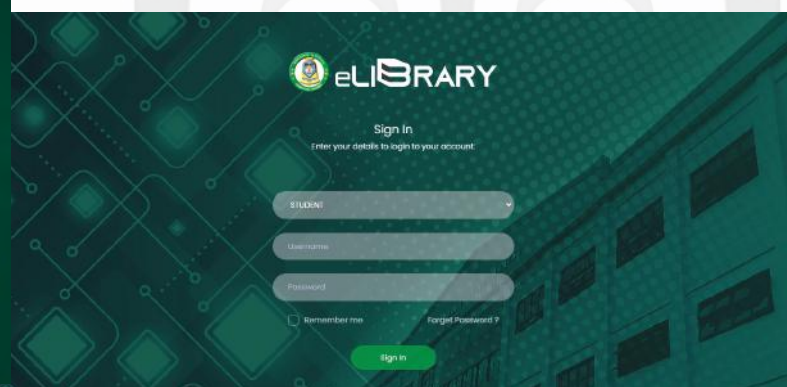 eLIBRARY
Sign In
Enter your details to login to your account:
STUDENT
Username
Password
Remember me
Forget Password ?
Sign In